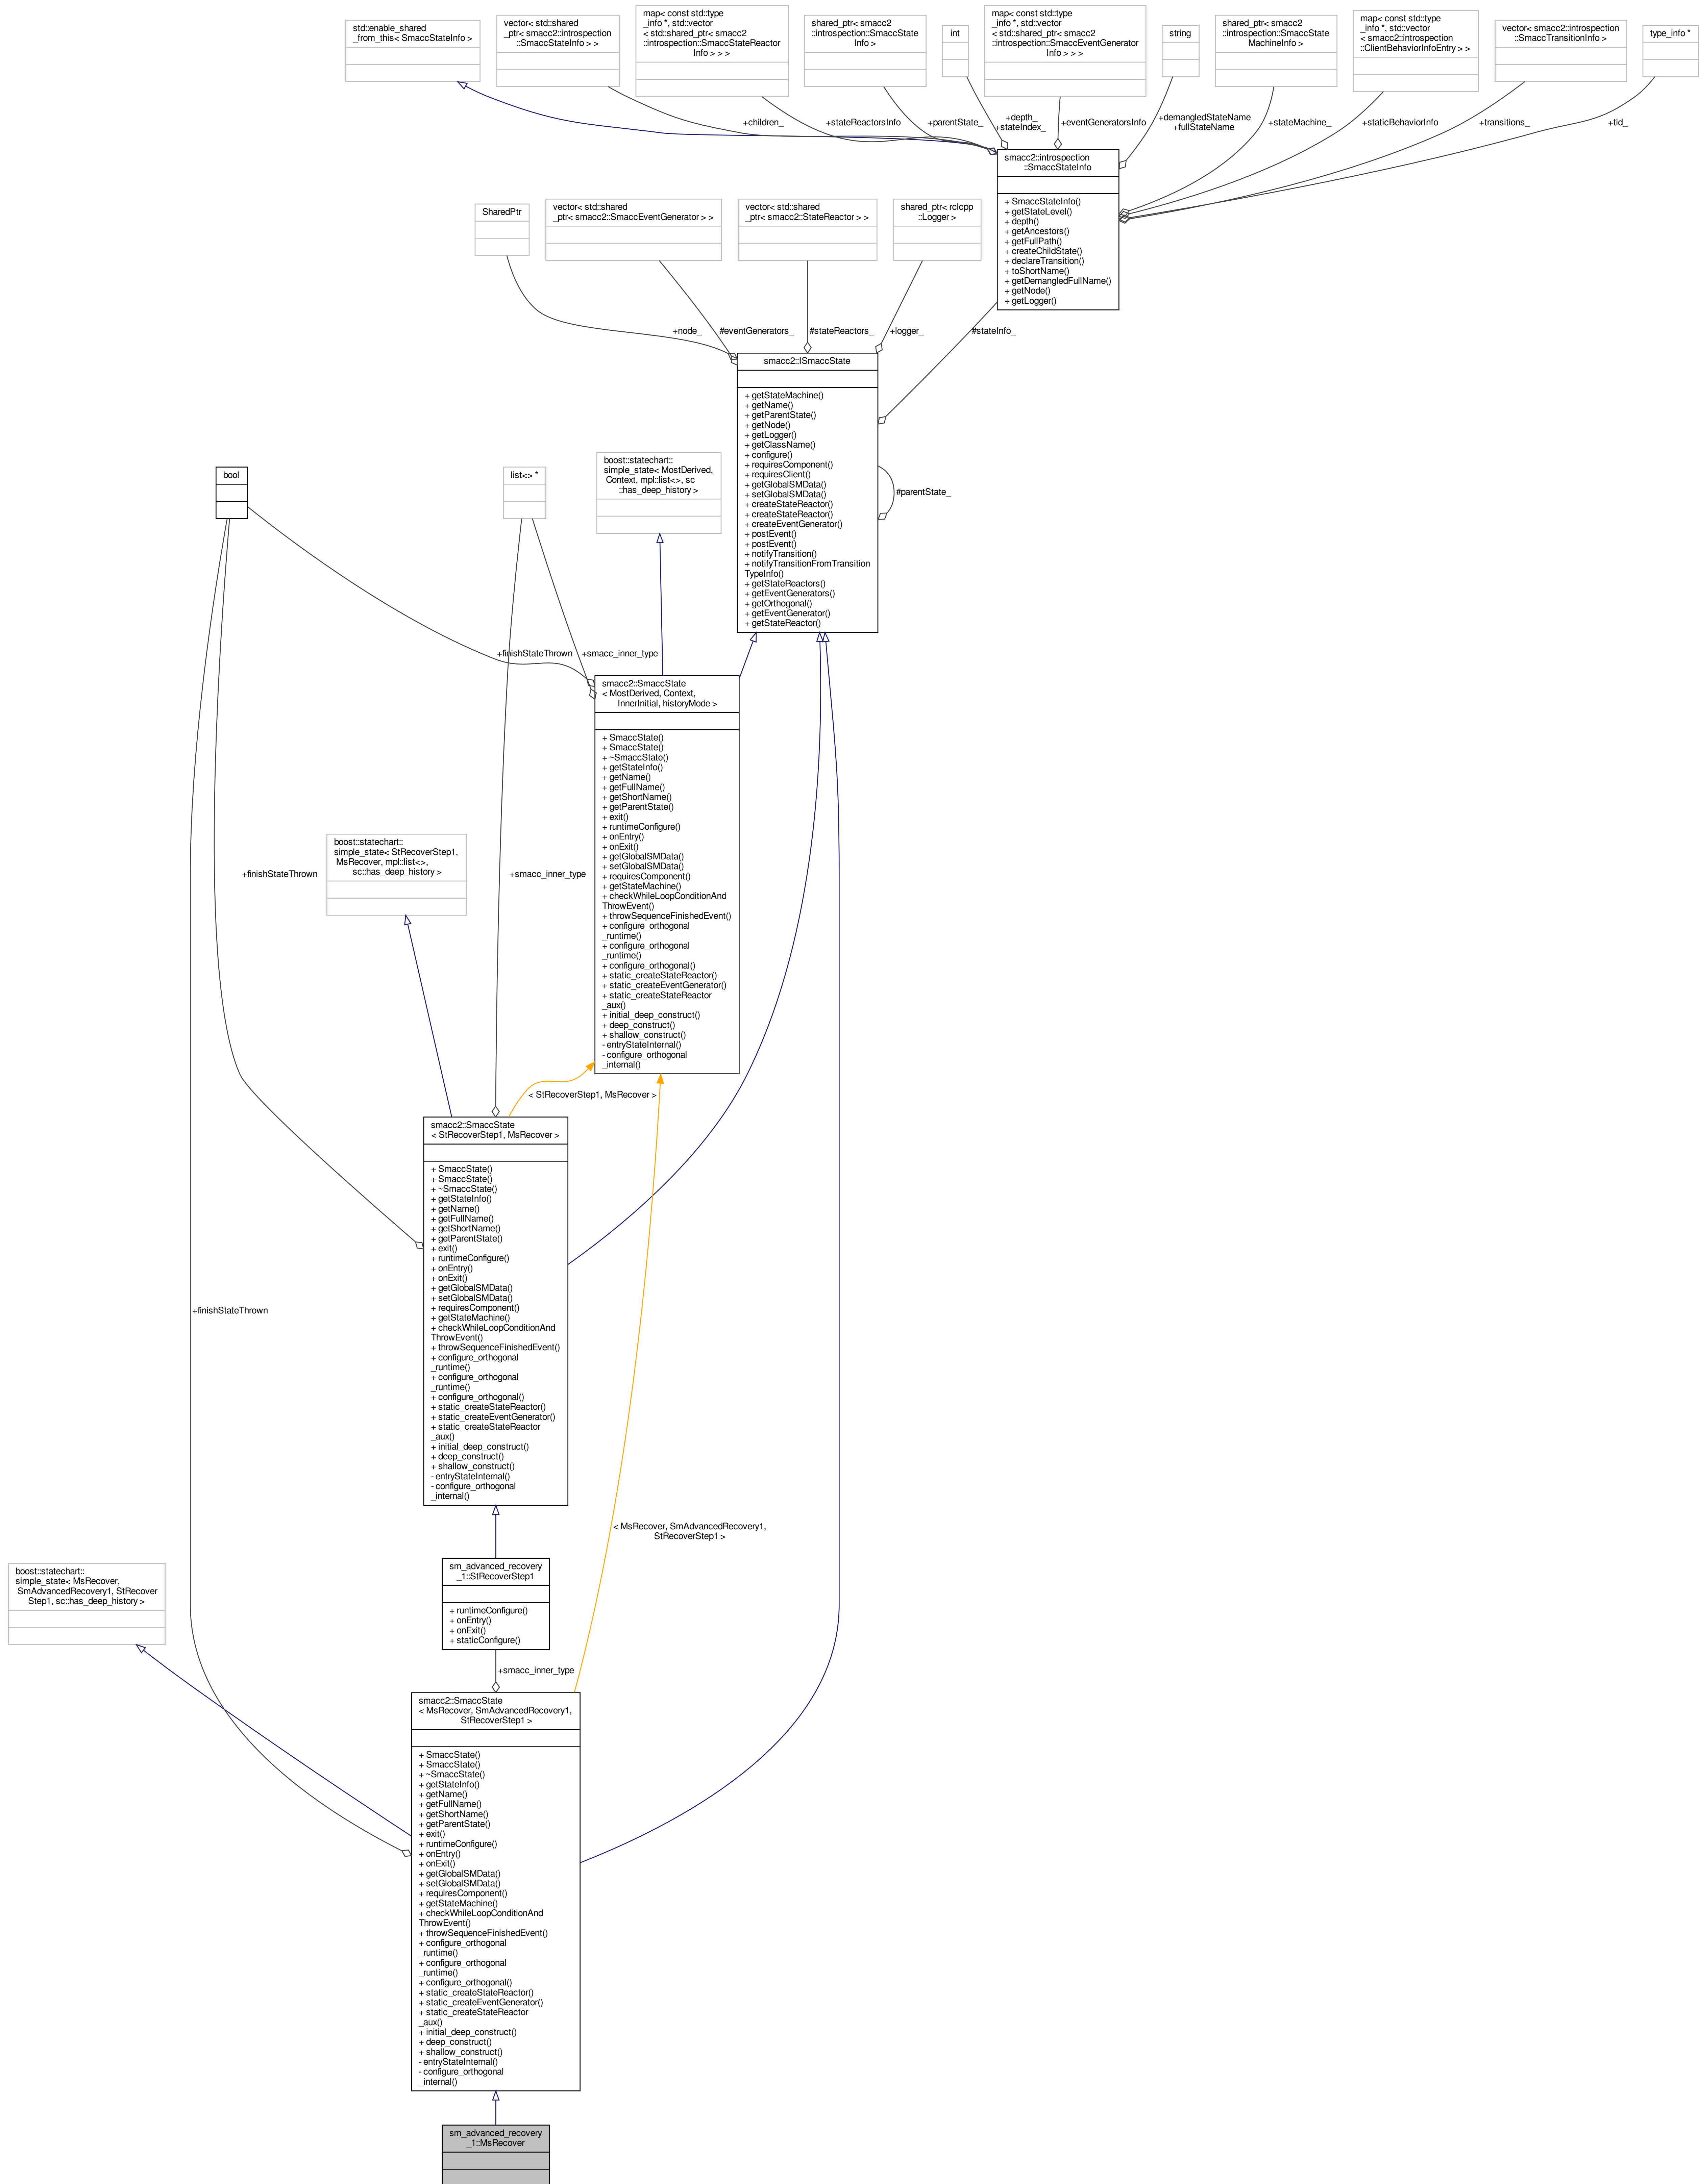 std::enable_shared
_from_this< SmaccStateInfo >
vector< std::shared
_ptr< smacc2::introspection
::SmaccStateInfo > >
map< const std::type
_info *, std::vector
< std::shared_ptr< smacc2
::introspection::SmaccStateReactor
Info > > >
shared_ptr< smacc2
::introspection::SmaccState
Info >
int
map< const std::type
_info *, std::vector
< std::shared_ptr< smacc2
::introspection::SmaccEventGenerator
Info > > >
string
shared_ptr< smacc2
::introspection::SmaccState
MachineInfo >
map< const std::type
_info *, std::vector
< smacc2::introspection
::ClientBehaviorInfoEntry > >
vector< smacc2::introspection
::SmaccTransitionInfo >
type_info *
+children_
+stateReactorsInfo
+parentState_
+depth_
+stateIndex_
+eventGeneratorsInfo
+demangledStateName
+fullStateName
+stateMachine_
+staticBehaviorInfo
+transitions_
+tid_
smacc2::introspection
::SmaccStateInfo
+ SmaccStateInfo()
+ getStateLevel()
+ depth()
+ getAncestors()
+ getFullPath()
+ createChildState()
+ declareTransition()
+ toShortName()
+ getDemangledFullName()
+ getNode()
+ getLogger()
SharedPtr
vector< std::shared
_ptr< smacc2::SmaccEventGenerator > >
vector< std::shared
_ptr< smacc2::StateReactor > >
shared_ptr< rclcpp
::Logger >
+node_
#eventGenerators_
#stateReactors_
+logger_
#stateInfo_
smacc2::ISmaccState
+ getStateMachine()
+ getName()
+ getParentState()
+ getNode()
+ getLogger()
+ getClassName()
+ configure()
+ requiresComponent()
+ requiresClient()
+ getGlobalSMData()
+ setGlobalSMData()
+ createStateReactor()
+ createStateReactor()
+ createEventGenerator()
+ postEvent()
+ postEvent()
+ notifyTransition()
+ notifyTransitionFromTransition
TypeInfo()
+ getStateReactors()
+ getEventGenerators()
+ getOrthogonal()
+ getEventGenerator()
+ getStateReactor()
#parentState_
bool
list<> *
boost::statechart::
simple_state< MostDerived,
Context, mpl::list<>, sc
::has_deep_history >
+finishStateThrown
+smacc_inner_type
smacc2::SmaccState
< MostDerived, Context,
InnerInitial, historyMode >
+ SmaccState()
+ SmaccState()
+ ~SmaccState()
+ getStateInfo()
+ getName()
+ getFullName()
+ getShortName()
+ getParentState()
+ exit()
+ runtimeConfigure()
+ onEntry()
+ onExit()
+ getGlobalSMData()
+ setGlobalSMData()
+ requiresComponent()
+ getStateMachine()
+ checkWhileLoopConditionAnd
ThrowEvent()
+ throwSequenceFinishedEvent()
+ configure_orthogonal
_runtime()
+ configure_orthogonal
_runtime()
+ configure_orthogonal()
+ static_createStateReactor()
+ static_createEventGenerator()
+ static_createStateReactor
_aux()
+ initial_deep_construct()
+ deep_construct()
+ shallow_construct()
- entryStateInternal()
- configure_orthogonal
_internal()
boost::statechart::
simple_state< StRecoverStep1,
MsRecover, mpl::list<>,
sc::has_deep_history >
+finishStateThrown
+smacc_inner_type
< StRecoverStep1, MsRecover >
smacc2::SmaccState
< StRecoverStep1, MsRecover >
+ SmaccState()
+ SmaccState()
+ ~SmaccState()
+ getStateInfo()
+ getName()
+ getFullName()
+ getShortName()
+ getParentState()
+ exit()
+ runtimeConfigure()
+ onEntry()
+ onExit()
+ getGlobalSMData()
+ setGlobalSMData()
+ requiresComponent()
+ getStateMachine()
+ checkWhileLoopConditionAnd
ThrowEvent()
+ throwSequenceFinishedEvent()
+ configure_orthogonal
_runtime()
+ configure_orthogonal
_runtime()
+ configure_orthogonal()
+ static_createStateReactor()
+ static_createEventGenerator()
+ static_createStateReactor
_aux()
+ initial_deep_construct()
+ deep_construct()
+ shallow_construct()
- entryStateInternal()
- configure_orthogonal
_internal()
+finishStateThrown
< MsRecover, SmAdvancedRecovery1,
StRecoverStep1 >
sm_advanced_recovery
_1::StRecoverStep1
+ runtimeConfigure()
+ onEntry()
+ onExit()
+ staticConfigure()
boost::statechart::
simple_state< MsRecover,
SmAdvancedRecovery1, StRecover
Step1, sc::has_deep_history >
+smacc_inner_type
smacc2::SmaccState
< MsRecover, SmAdvancedRecovery1,
StRecoverStep1 >
+ SmaccState()
+ SmaccState()
+ ~SmaccState()
+ getStateInfo()
+ getName()
+ getFullName()
+ getShortName()
+ getParentState()
+ exit()
+ runtimeConfigure()
+ onEntry()
+ onExit()
+ getGlobalSMData()
+ setGlobalSMData()
+ requiresComponent()
+ getStateMachine()
+ checkWhileLoopConditionAnd
ThrowEvent()
+ throwSequenceFinishedEvent()
+ configure_orthogonal
_runtime()
+ configure_orthogonal
_runtime()
+ configure_orthogonal()
+ static_createStateReactor()
+ static_createEventGenerator()
+ static_createStateReactor
_aux()
+ initial_deep_construct()
+ deep_construct()
+ shallow_construct()
- entryStateInternal()
- configure_orthogonal
_internal()
sm_advanced_recovery
_1::MsRecover